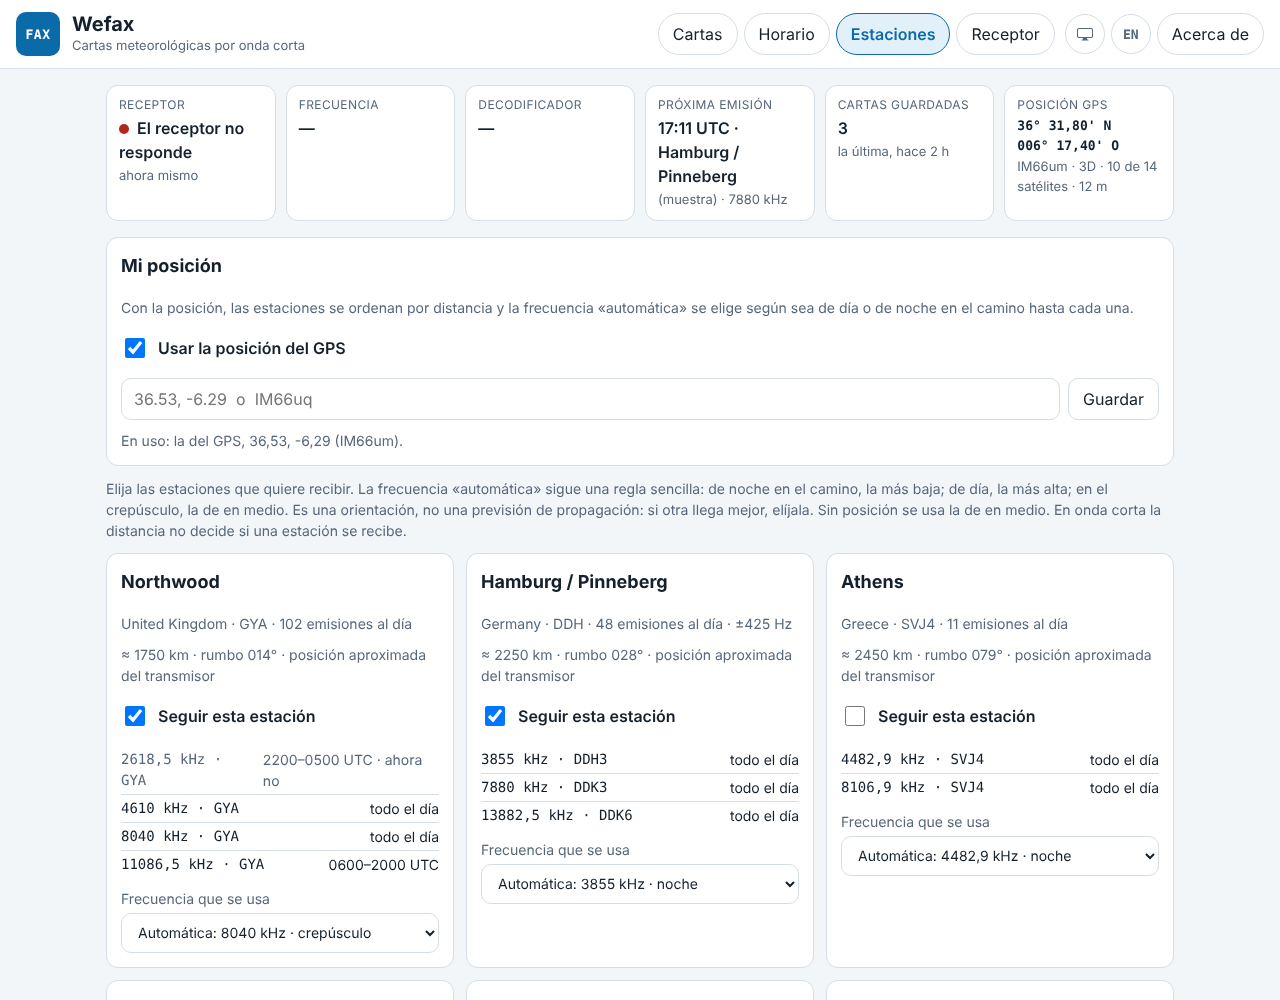 FAX
Wefax
Cartas meteorológicas por onda corta
Cartas
Horario
Estaciones
Receptor
EN
Acerca de
RECEPTOR
El receptor no
responde
ahora mismo
FRECUENCIA
—
DECODIFICADOR
—
PRÓXIMA EMISIÓN
17:11 UTC ·
Hamburg /
Pinneberg
(muestra) · 7880 kHz
CARTAS GUARDADAS
3
la última, hace 2 h
POSICIÓN GPS
36° 31,80' N
006° 17,40' O
IM66um · 3D · 10 de 14
satélites · 12 m
Mi posición
Con la posición, las estaciones se ordenan por distancia y la frecuencia «automática» se elige según sea de día o de noche en el camino hasta cada una.
Usar la posición del GPS
36.53, -6.29 o IM66uq
Guardar
En uso: la del GPS, 36,53, -6,29 (IM66um).
Elija las estaciones que quiere recibir. La frecuencia «automática» sigue una regla sencilla: de noche en el camino, la más baja; de día, la más alta; en el
crepúsculo, la de en medio. Es una orientación, no una previsión de propagación: si otra llega mejor, elíjala. Sin posición se usa la de en medio. En onda corta la
distancia no decide si una estación se recibe.
Northwood
United Kingdom · GYA · 102 emisiones al día
≈ 1750 km · rumbo 014° · posición aproximada
del transmisor
Seguir esta estación
2618,5 kHz · 2200–0500 UTC · ahora
GYA no
4610 kHz · GYA todo el día
8040 kHz · GYA todo el día
11086,5 kHz · GYA 0600–2000 UTC
Frecuencia que se usa
Automática: 8040 kHz · crepúsculo
Hamburg / Pinneberg
Germany · DDH · 48 emisiones al día · ±425 Hz
≈ 2250 km · rumbo 028° · posición aproximada
del transmisor
Seguir esta estación
3855 kHz · DDH3 todo el día
7880 kHz · DDK3 todo el día
13882,5 kHz · DDK6 todo el día
Frecuencia que se usa
Automática: 3855 kHz · noche
Athens
Greece · SVJ4 · 11 emisiones al día
≈ 2450 km · rumbo 079° · posición aproximada
del transmisor
Seguir esta estación
4482,9 kHz · SVJ4 todo el día
8106,9 kHz · SVJ4 todo el día
Frecuencia que se usa
Automática: 4482,9 kHz · noche